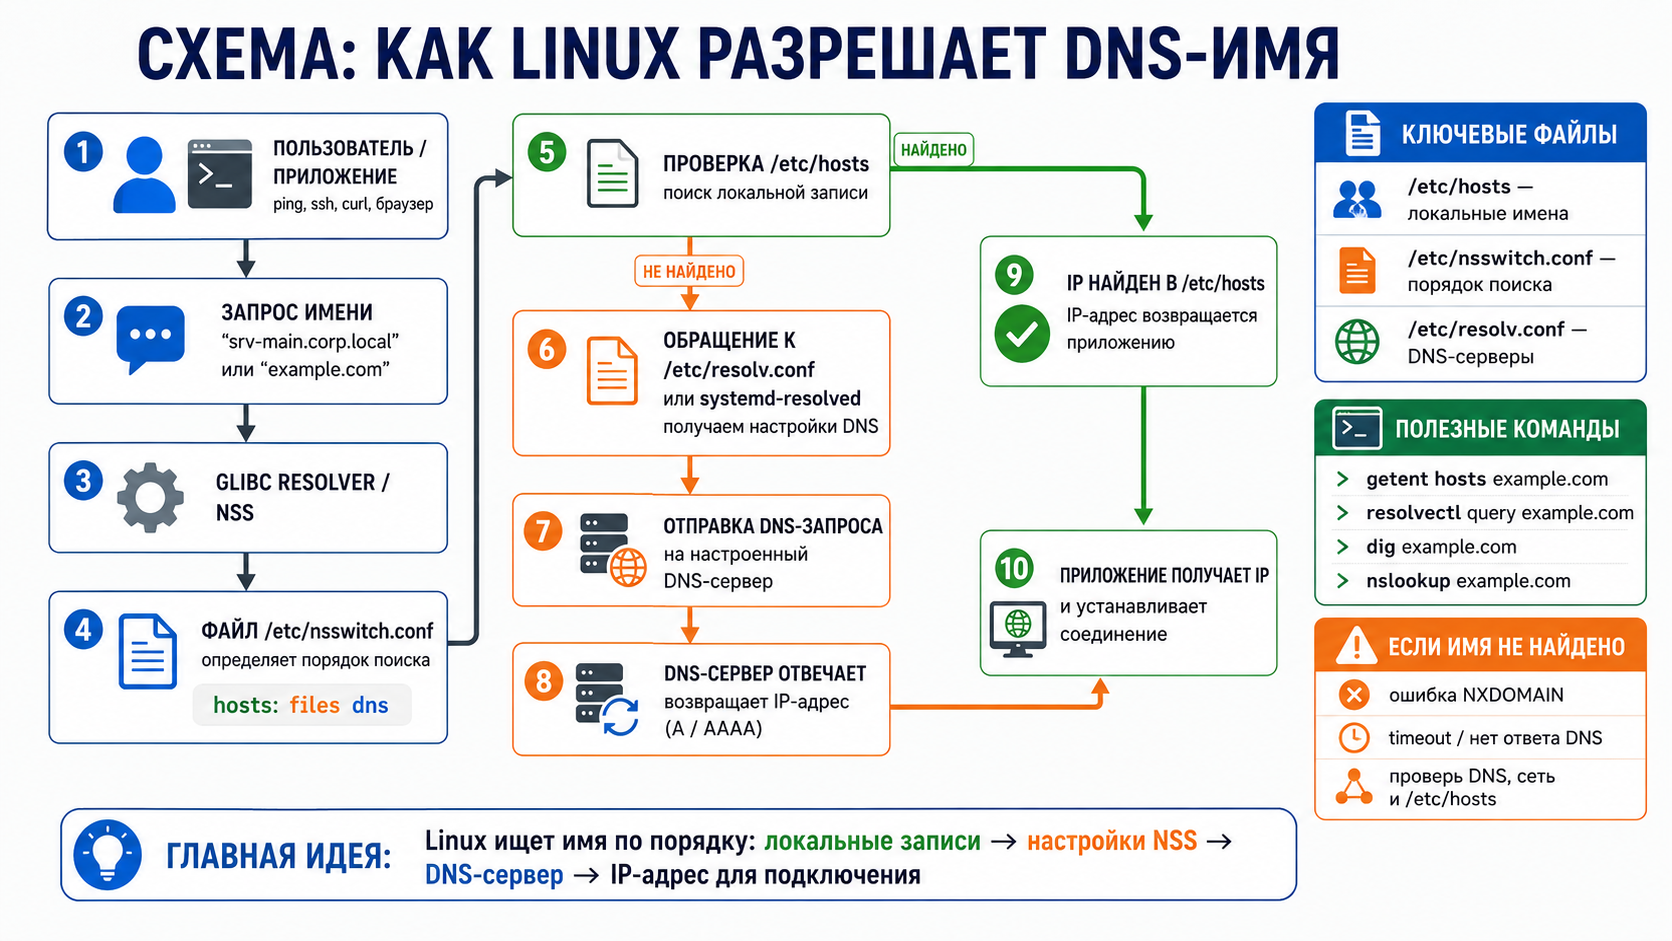 СХЕМА: КАК LINUX РАЗРЕШАЕТ DNS-ИМЯ
1
ПОЛЬЗОВАТЕЛЬ /
ПРИЛОЖЕНИЕ
ping, ssh, curl, браузер
2
ЗАПРОС ИМЕНИ
“srv-main.corp.local”
или “example.com”
3
GLIBC RESOLVER /
NSS
4
ФАЙЛ /etc/nsswitch.conf
определяет порядок поиска
hosts: files dns
5
ПРОВЕРКА /etc/hosts
поиск локальной записи
НАЙДЕНО
НЕ НАЙДЕНО
6
ОБРАЩЕНИЕ К
/etc/resolv.conf
или systemd-resolved
получаем настройки DNS
7
ОТПРАВКА DNS-ЗАПРОСА
на настроенный
DNS-сервер
8
DNS-СЕРВЕР ОТВЕЧАЕТ
возвращает IP-адрес
(A / AAAA)
9
IP НАЙДЕН В /etc/hosts
IP-адрес возвращается
приложению
10
ПРИЛОЖЕНИЕ ПОЛУЧАЕТ IP
и устанавливает
соединение
КЛЮЧЕВЫЕ ФАЙЛЫ
/etc/hosts —
локальные имена
/etc/nsswitch.conf —
порядок поиска
/etc/resolv.conf —
DNS-серверы
ПОЛЕЗНЫЕ КОМАНДЫ
> getent hosts example.com
> resolvectl query example.com
> dig example.com
> nslookup example.com
ЕСЛИ ИМЯ НЕ НАЙДЕНО
ошибка NXDOMAIN
timeout / нет ответа DNS
проверь DNS, сеть
и /etc/hosts
ГЛАВНАЯ ИДЕЯ:
Linux ищет имя по порядку: локальные записи → настройки NSS →
DNS-сервер → IP-адрес для подключения